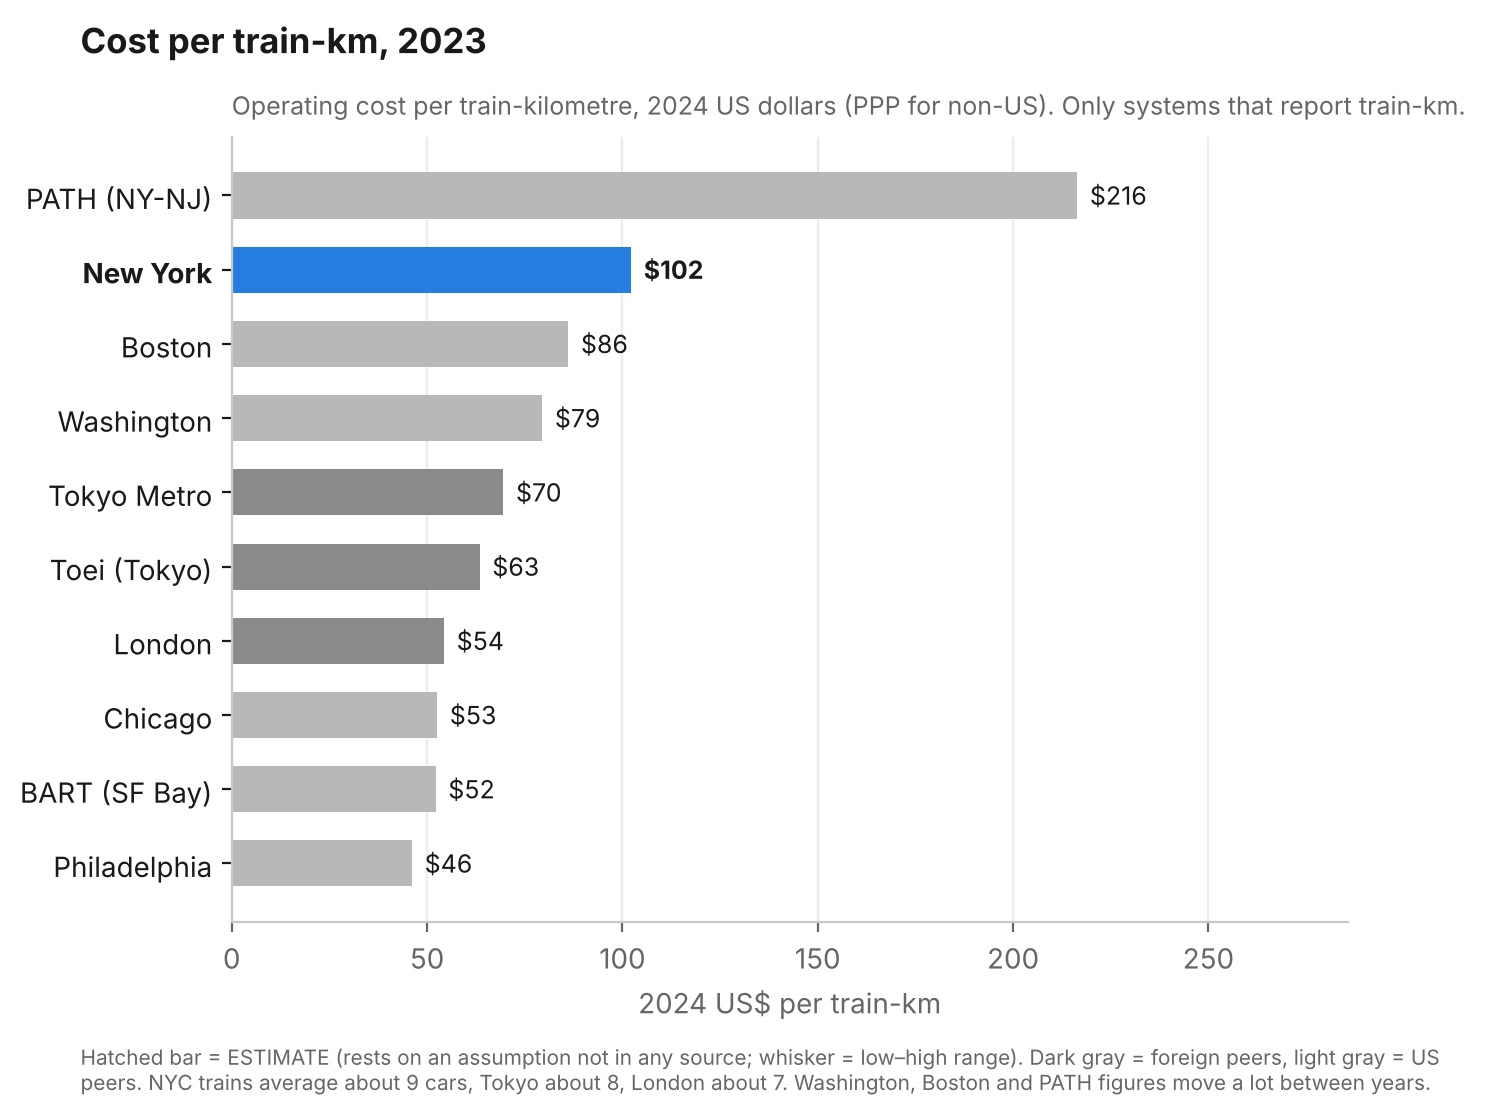 Cost per train-km, 2023
Operating cost per train-kilometre, 2024 US dollars (PPP for non-US). Only systems that report train-km.
PATH (NY-NJ) $216
New York $102
Boston $86
Washington $79
Tokyo Metro $70
Toei (Tokyo) $63
London $54
Chicago $53
BART (SF Bay) $52
Philadelphia $46
0 50 100 150 200 250
2024 US$ per train-km
Hatched bar = ESTIMATE (rests on an assumption not in any source; whisker = low–high range). Dark gray = foreign peers, light gray = US
peers. NYC trains average about 9 cars, Tokyo about 8, London about 7. Washington, Boston and PATH figures move a lot between years.